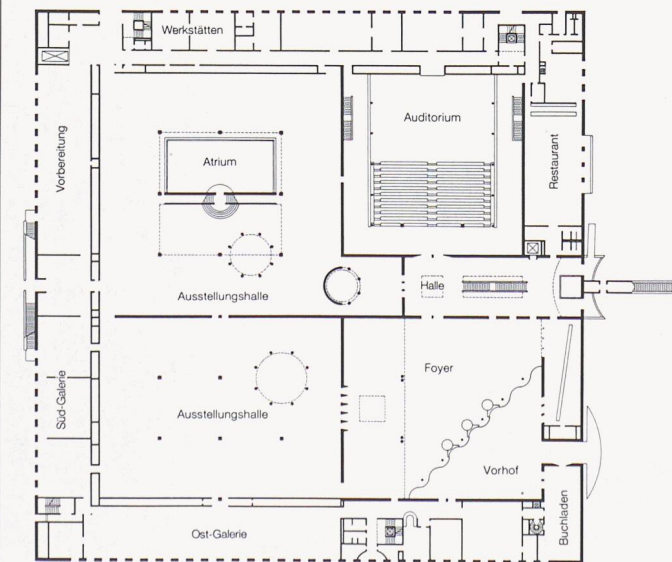 Werkstätten
Auditorium
Vorbereitung
Atrium
Restaurant
Halle
Ausstellungshalle
Foyer
Süd-Galerie
Ausstellungshalle
Vorhof
Buchladen
Ost-Galerie